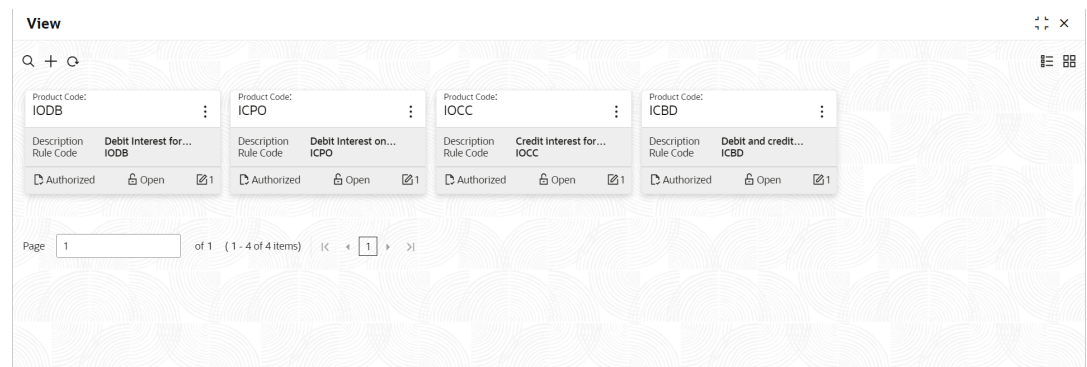 View
Product Code: Product Code: Product Code: Product Code:
IODB ICPO IOCC ICBD
Description Debit Interest for... Description Debit Interest on... Description Credit interest for... Description Debit and credit...
Rule Code IODB Rule Code ICPO Rule Code IOCC Rule Code ICBD
Authorized Open 1 Authorized Open 1 Authorized Open 1 Authorized Open 1
Page 1 of 1 ( 1 - 4 of 4 items) 1